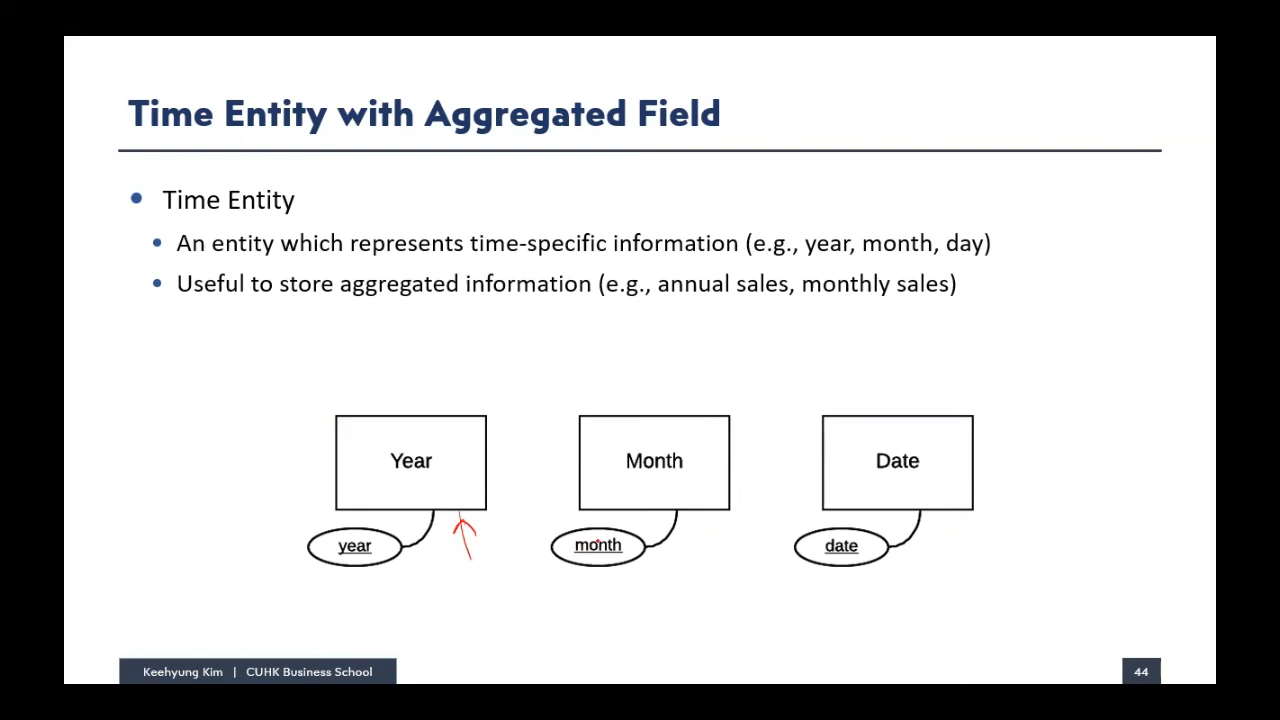 Time Entity with Aggregated Field
Time Entity
An entity which represents time-specific information (e.g., year, month, day)
Useful to store aggregated information (e.g., annual sales, monthly sales)
Year
Month
Date
year
month
date
Keehyung Kim | CUHK Business School
44